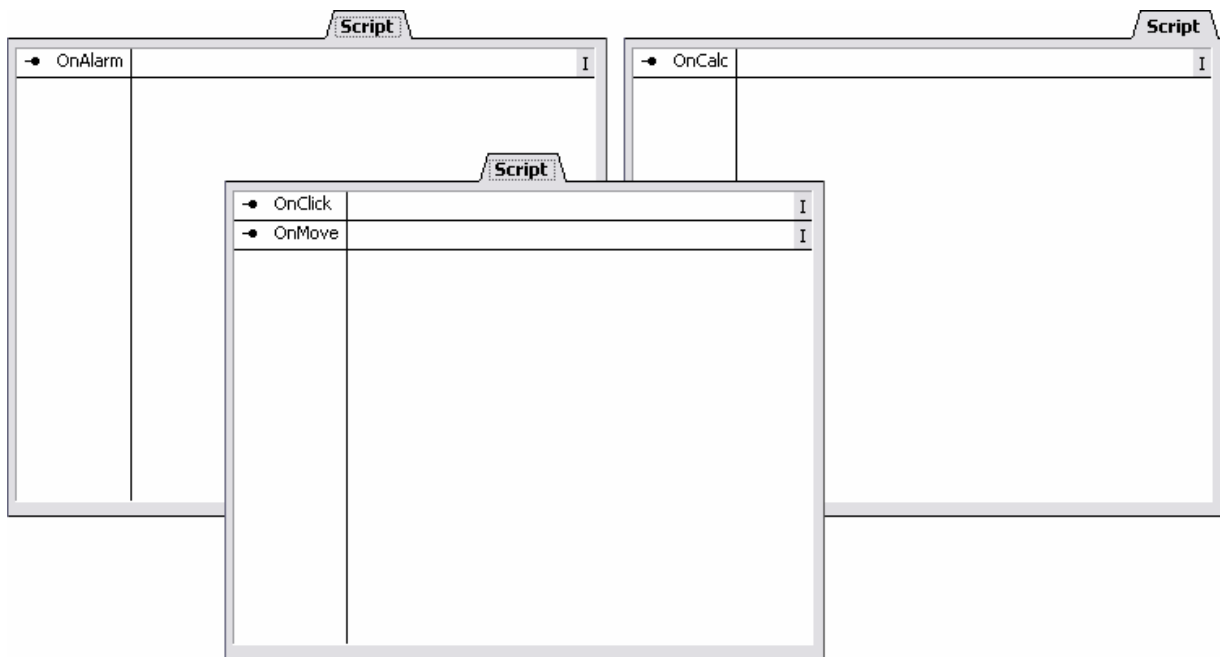 Script
OnAlarm I
Script
OnCalc I
Script
OnClick I
OnMove I